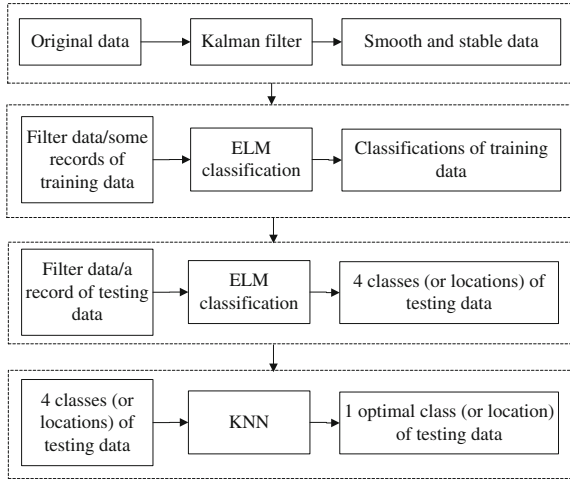 Original data
Kalman filter
Smooth and stable data
Filter data/some
records of
training data
ELM
classification
Classifications of training
data
Filter data/a
record of testing
data
ELM
classification
4 classes (or locations) of
testing data
4 classes (or
locations) of
testing data
KNN
1 optimal class (or location)
of testing data